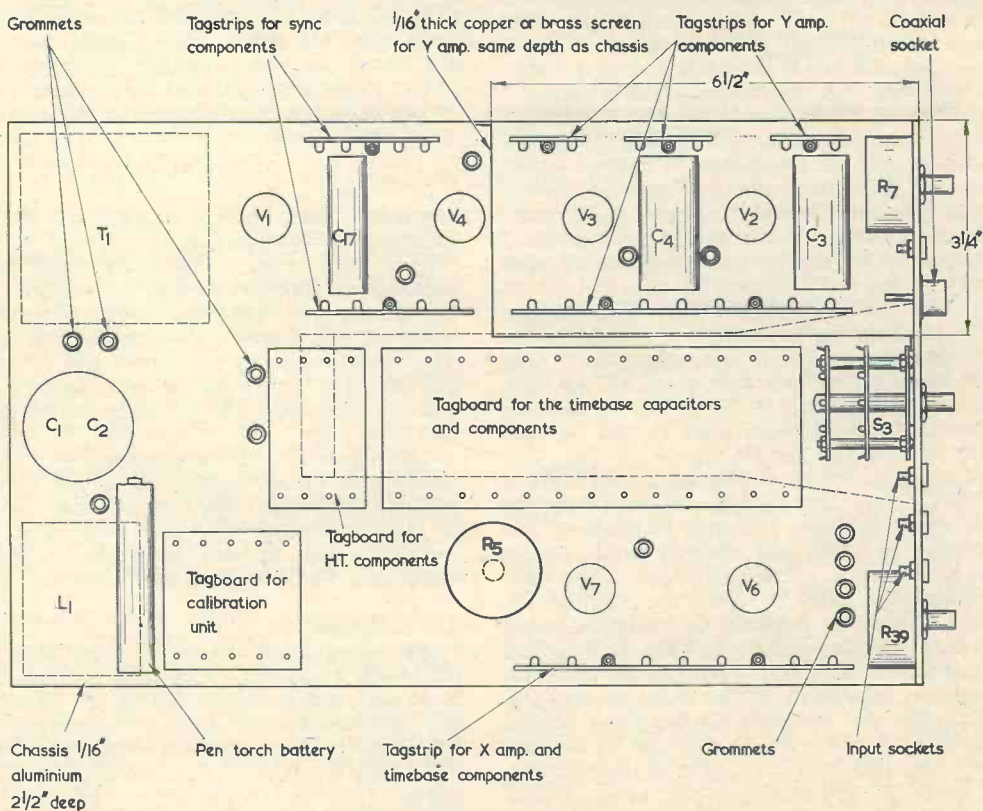 Grommets
Tagstrips for sync
components
1/16" thick copper or brass screen
for Y amp. same depth as chassis
Tagstrips for Y amp.
components
Coaxial
socket
6 1/2"
T1
V1
C17
V4
V3
C4
V2
C3
R7
3 1/4"
C1 C2
Tagboard for the timebase capacitors
and components
S3
Tagboard for
H.T. components
R5
L1
Tagboard for
calibration
unit
V7
V6
R39
Chassis 1/16"
aluminium
2 1/2" deep
Pen torch battery
Tagstrip for X amp. and
timebase components
Grommets
Input sockets